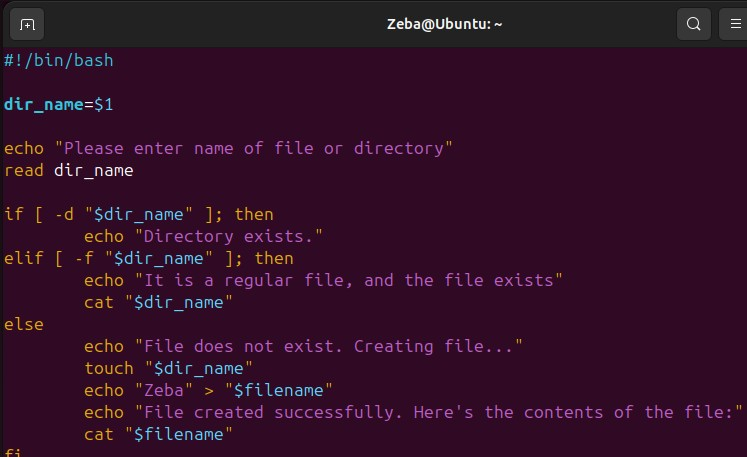 Zeba@Ubuntu: ~
#!/bin/bash
dir_name=$1
echo "Please enter name of file or directory"
read dir_name
if [ -d "$dir_name" ]; then
echo "Directory exists."
elif [ -f "$dir_name" ]; then
echo "It is a regular file, and the file exists"
cat "$dir_name"
else
echo "File does not exist. Creating file..."
touch "$dir_name"
echo "Zeba" > "$filename"
echo "File created successfully. Here's the contents of the file:"
cat "$filename"
fi